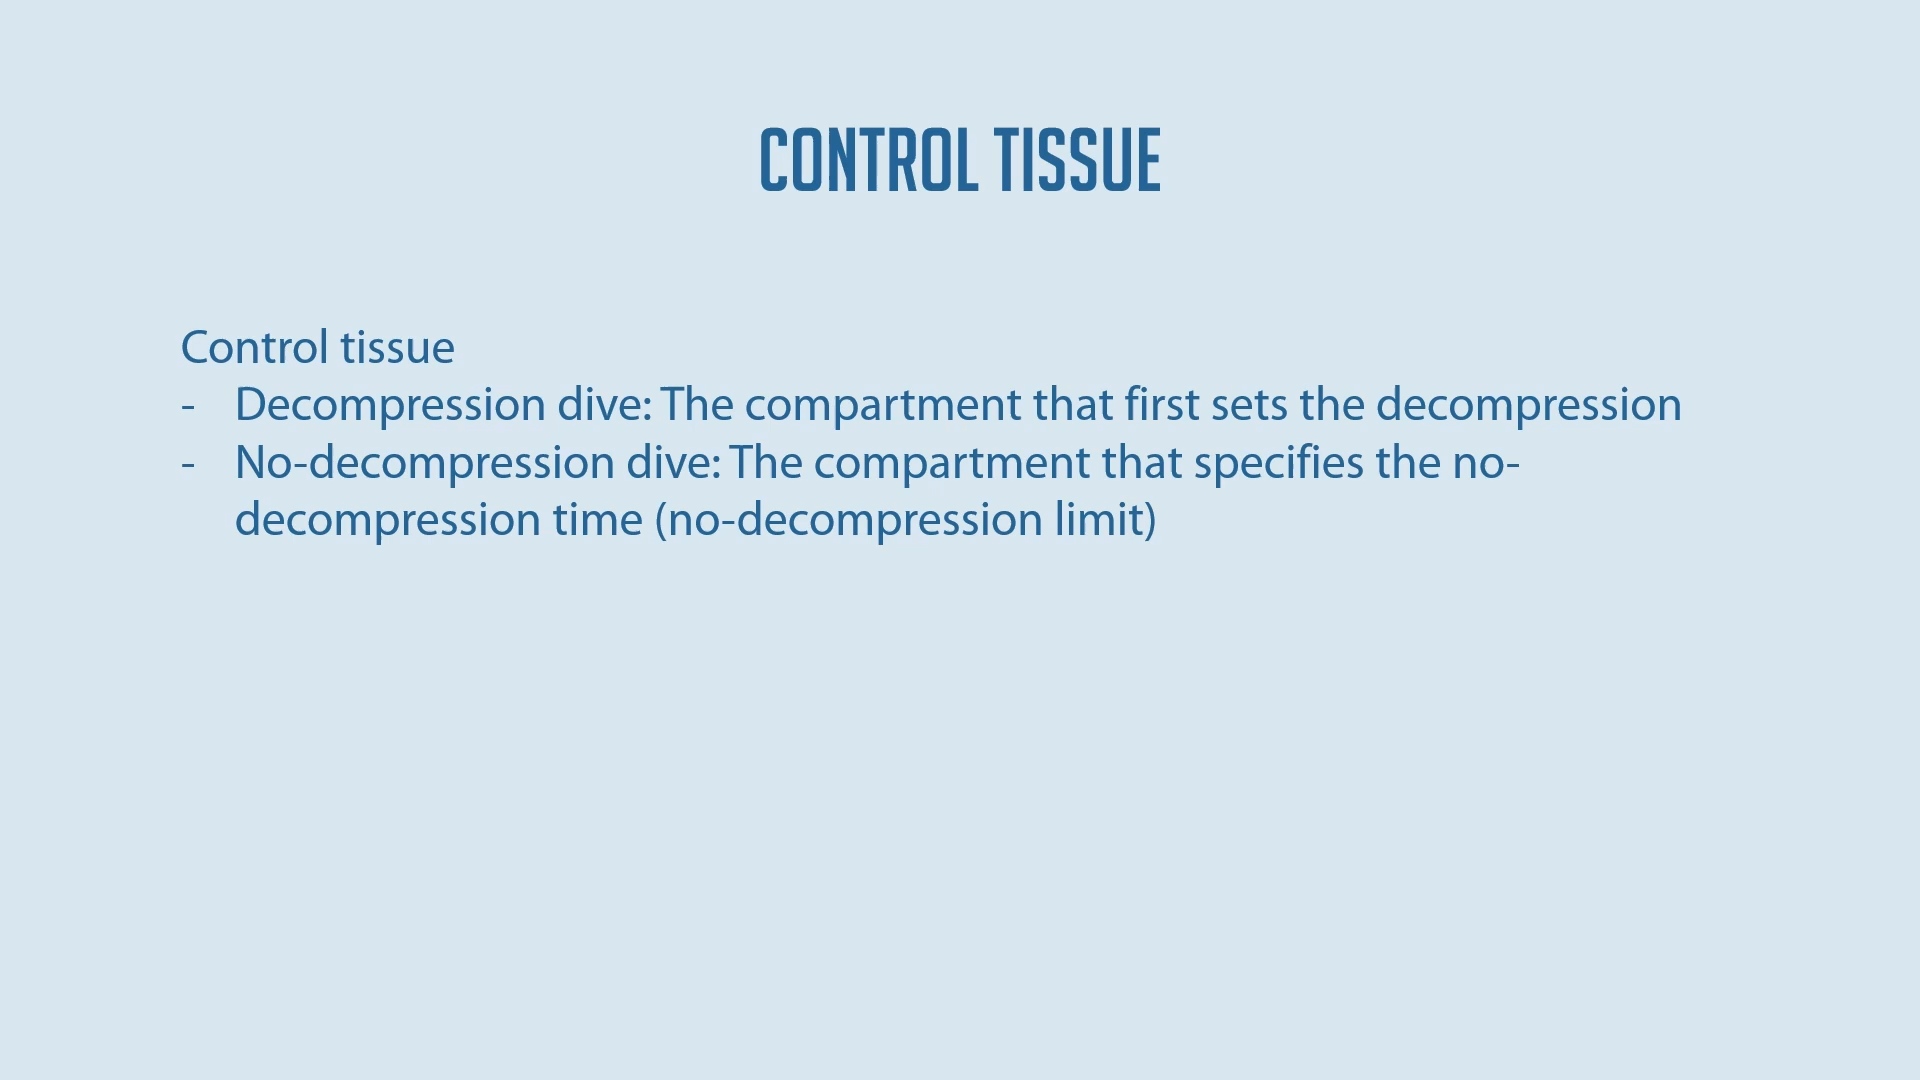 CONTROL TISSUE
Control tissue
- Decompression dive: The compartment that first sets the decompression
- No-decompression dive: The compartment that specifies the no-
decompression time (no-decompression limit)